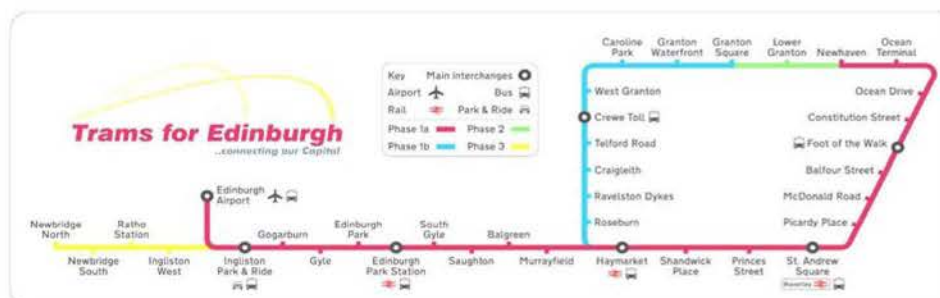 Trams for Edinburgh
...connecting our Capital
Key
Main interchanges
Airport
Bus
Rail
Park & Ride
Phase 1a
Phase 2
Phase 1b
Phase 3
Caroline
Park
Granton
Waterfront
Granton
Square
Lower
Granton
Newhaven
Ocean
Terminal
West Granton
Crewe Toll
Telford Road
Craigleith
Ravelston Dykes
Roseburn
Ocean Drive
Constitution Street
Foot of the Walk
Balfour Street
McDonald Road
Picardy Place
Edinburgh
Airport
Newbridge
North
Ratho
Station
Gogarburn
Edinburgh
Park
South
Gyle
Balgreen
Newbridge
South
Ingliston
West
Ingliston
Park & Ride
Gyle
Edinburgh
Park Station
Saughton
Murrayfield
Haymarket
Shandwick
Place
Princes
Street
St. Andrew
Square
Waverley